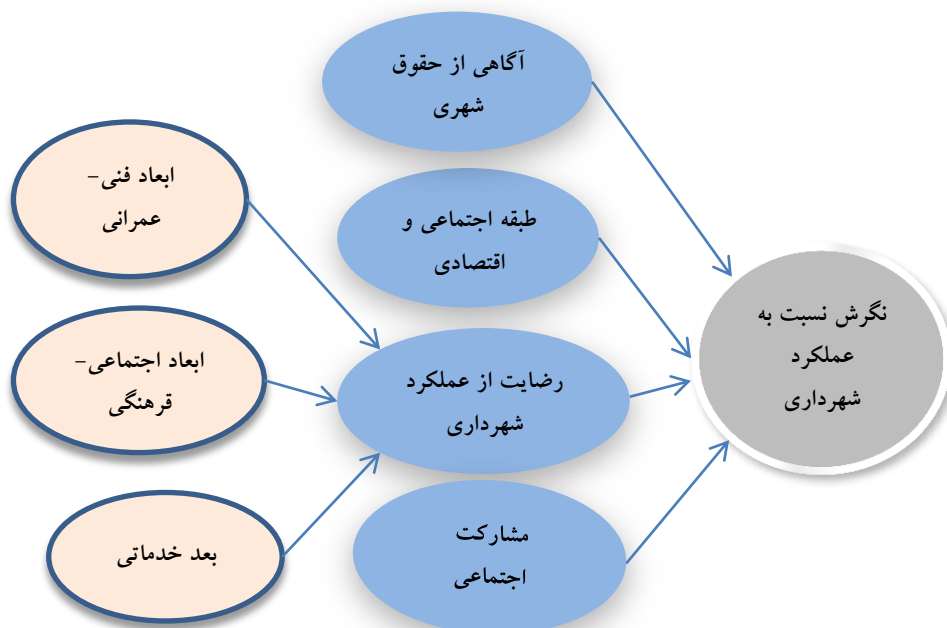 آگاهی از حقوق
شهری
ابعاد فنی-
عمرانی
طبقه اجتماعی و
اقتصادی
نگرش نسبت به
عملکرد
شهرداری
ابعاد اجتماعی-
قرهنگی
رضایت از عملکرد
شهرداری
بعد خدماتی
مشارکت
اجتماعی